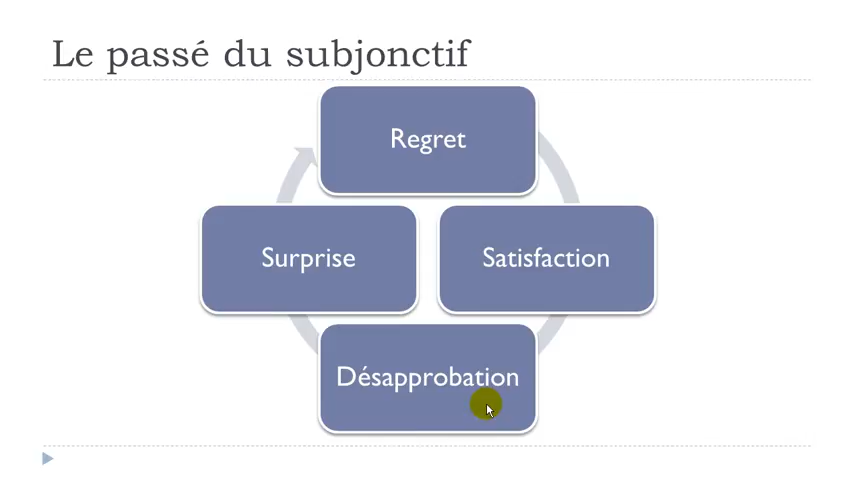 Le passé du subjonctif
Regret
Surprise
Satisfaction
Désapprobation